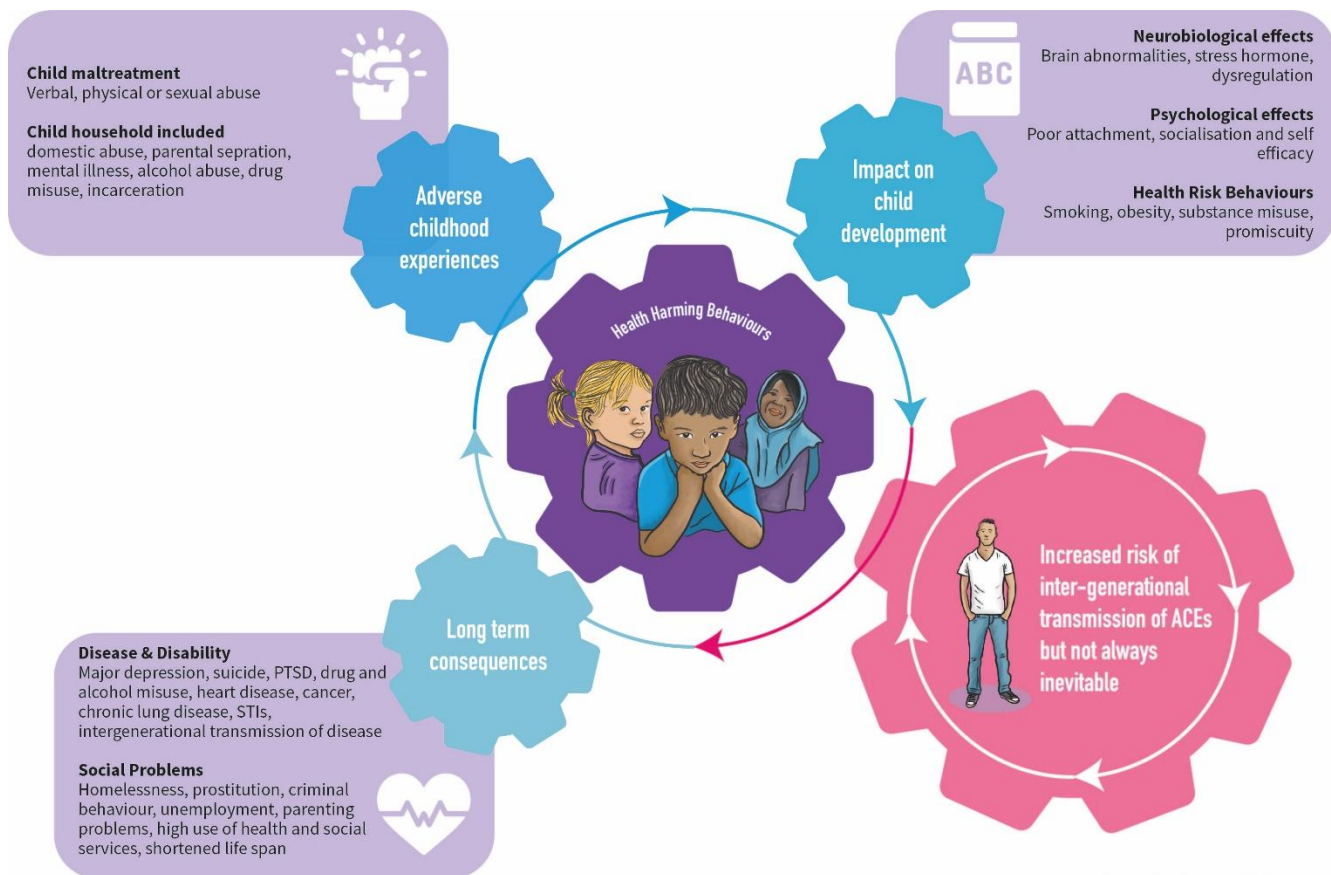 Child maltreatment
Verbal, physical or sexual abuse
Child household included
domestic abuse, parental sepration,
mental illness, alcohol abuse, drug
misuse, incarceration
Adverse
childhood
experiences
ABC
Neurobiological effects
Brain abnormalities, stress hormone,
dysregulation
Psychological effects
Poor attachment, socialisation and self
efficacy
Health Risk Behaviours
Smoking, obesity, substance misuse,
promiscuity
Impact on
child
development
Health Harming Behaviours
Increased risk of
inter-generational
transmission of ACEs
but not always
inevitable
Long term
consequences
Disease & Disability
Major depression, suicide, PTSD, drug and
alcohol misuse, heart disease, cancer,
chronic lung disease, STIs,
intergenerational transmission of disease
Social Problems
Homelessness, prostitution, criminal
behaviour, unemployment, parenting
problems, high use of health and social
services, shortened life span